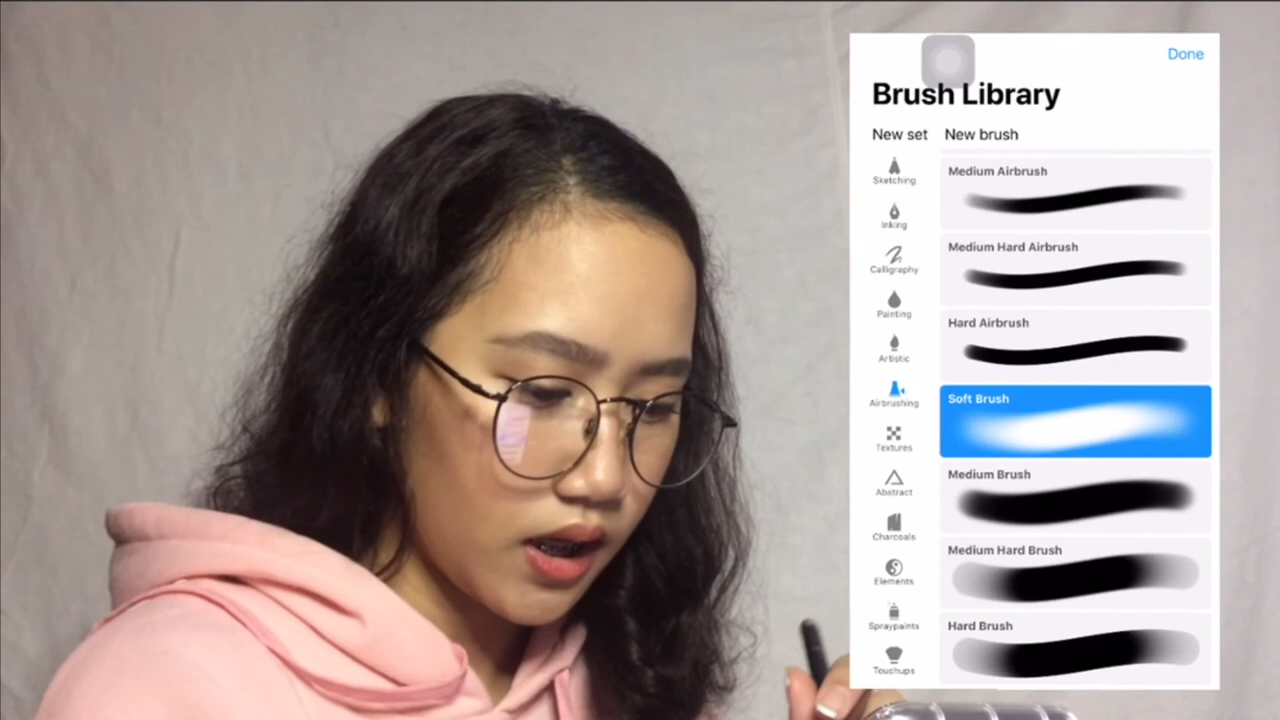 Done
Brush Library
New set New brush
Sketching
Inking
Calligraphy
Painting
Artistic
Airbrushing
Textures
Abstract
Charcoals
Elements
Spraypaints
Touchups
Medium Airbrush
Medium Hard Airbrush
Hard Airbrush
Soft Brush
Medium Brush
Medium Hard Brush
Hard Brush